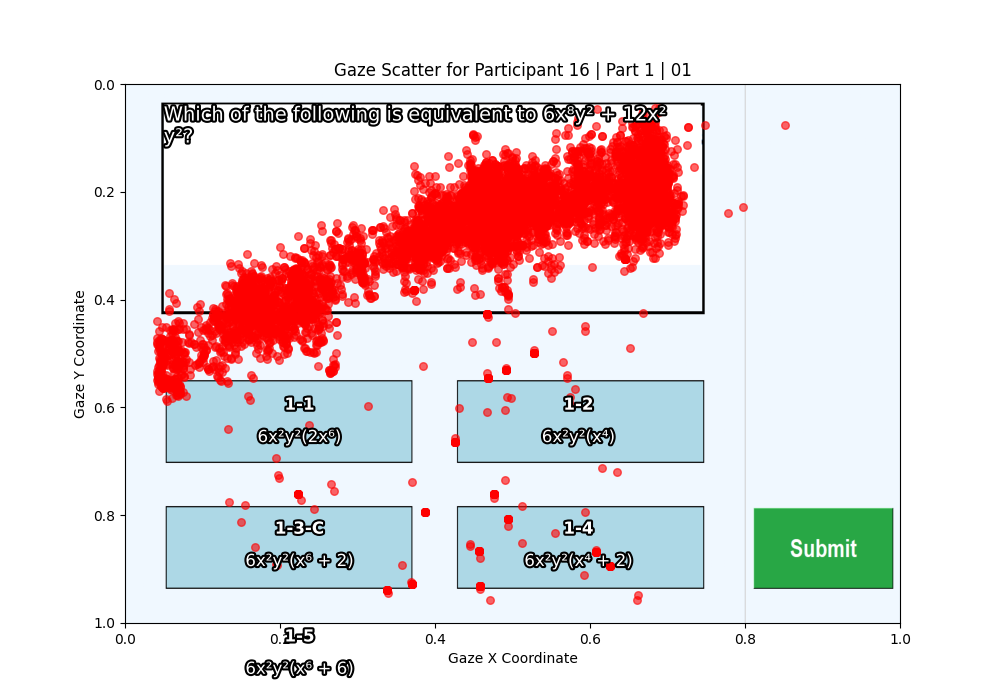 Gaze Scatter for Participant 16 | Part 1 | 01
Which of the following is equivalent to 6x⁸y² + 12x²
y²?
1-1
6x²y²(2x⁶)
1-2
6x²y²(x⁴)
1-3-C
6x²y²(x⁶ + 2)
1-4
6x²y²(x⁴ + 2)
Submit
1-5
6x²y²(x⁶ + 6)
Gaze Y Coordinate
0.0
0.2
0.4
0.6
0.8
1.0
0.0 0.2 0.4 0.6 0.8 1.0
Gaze X Coordinate